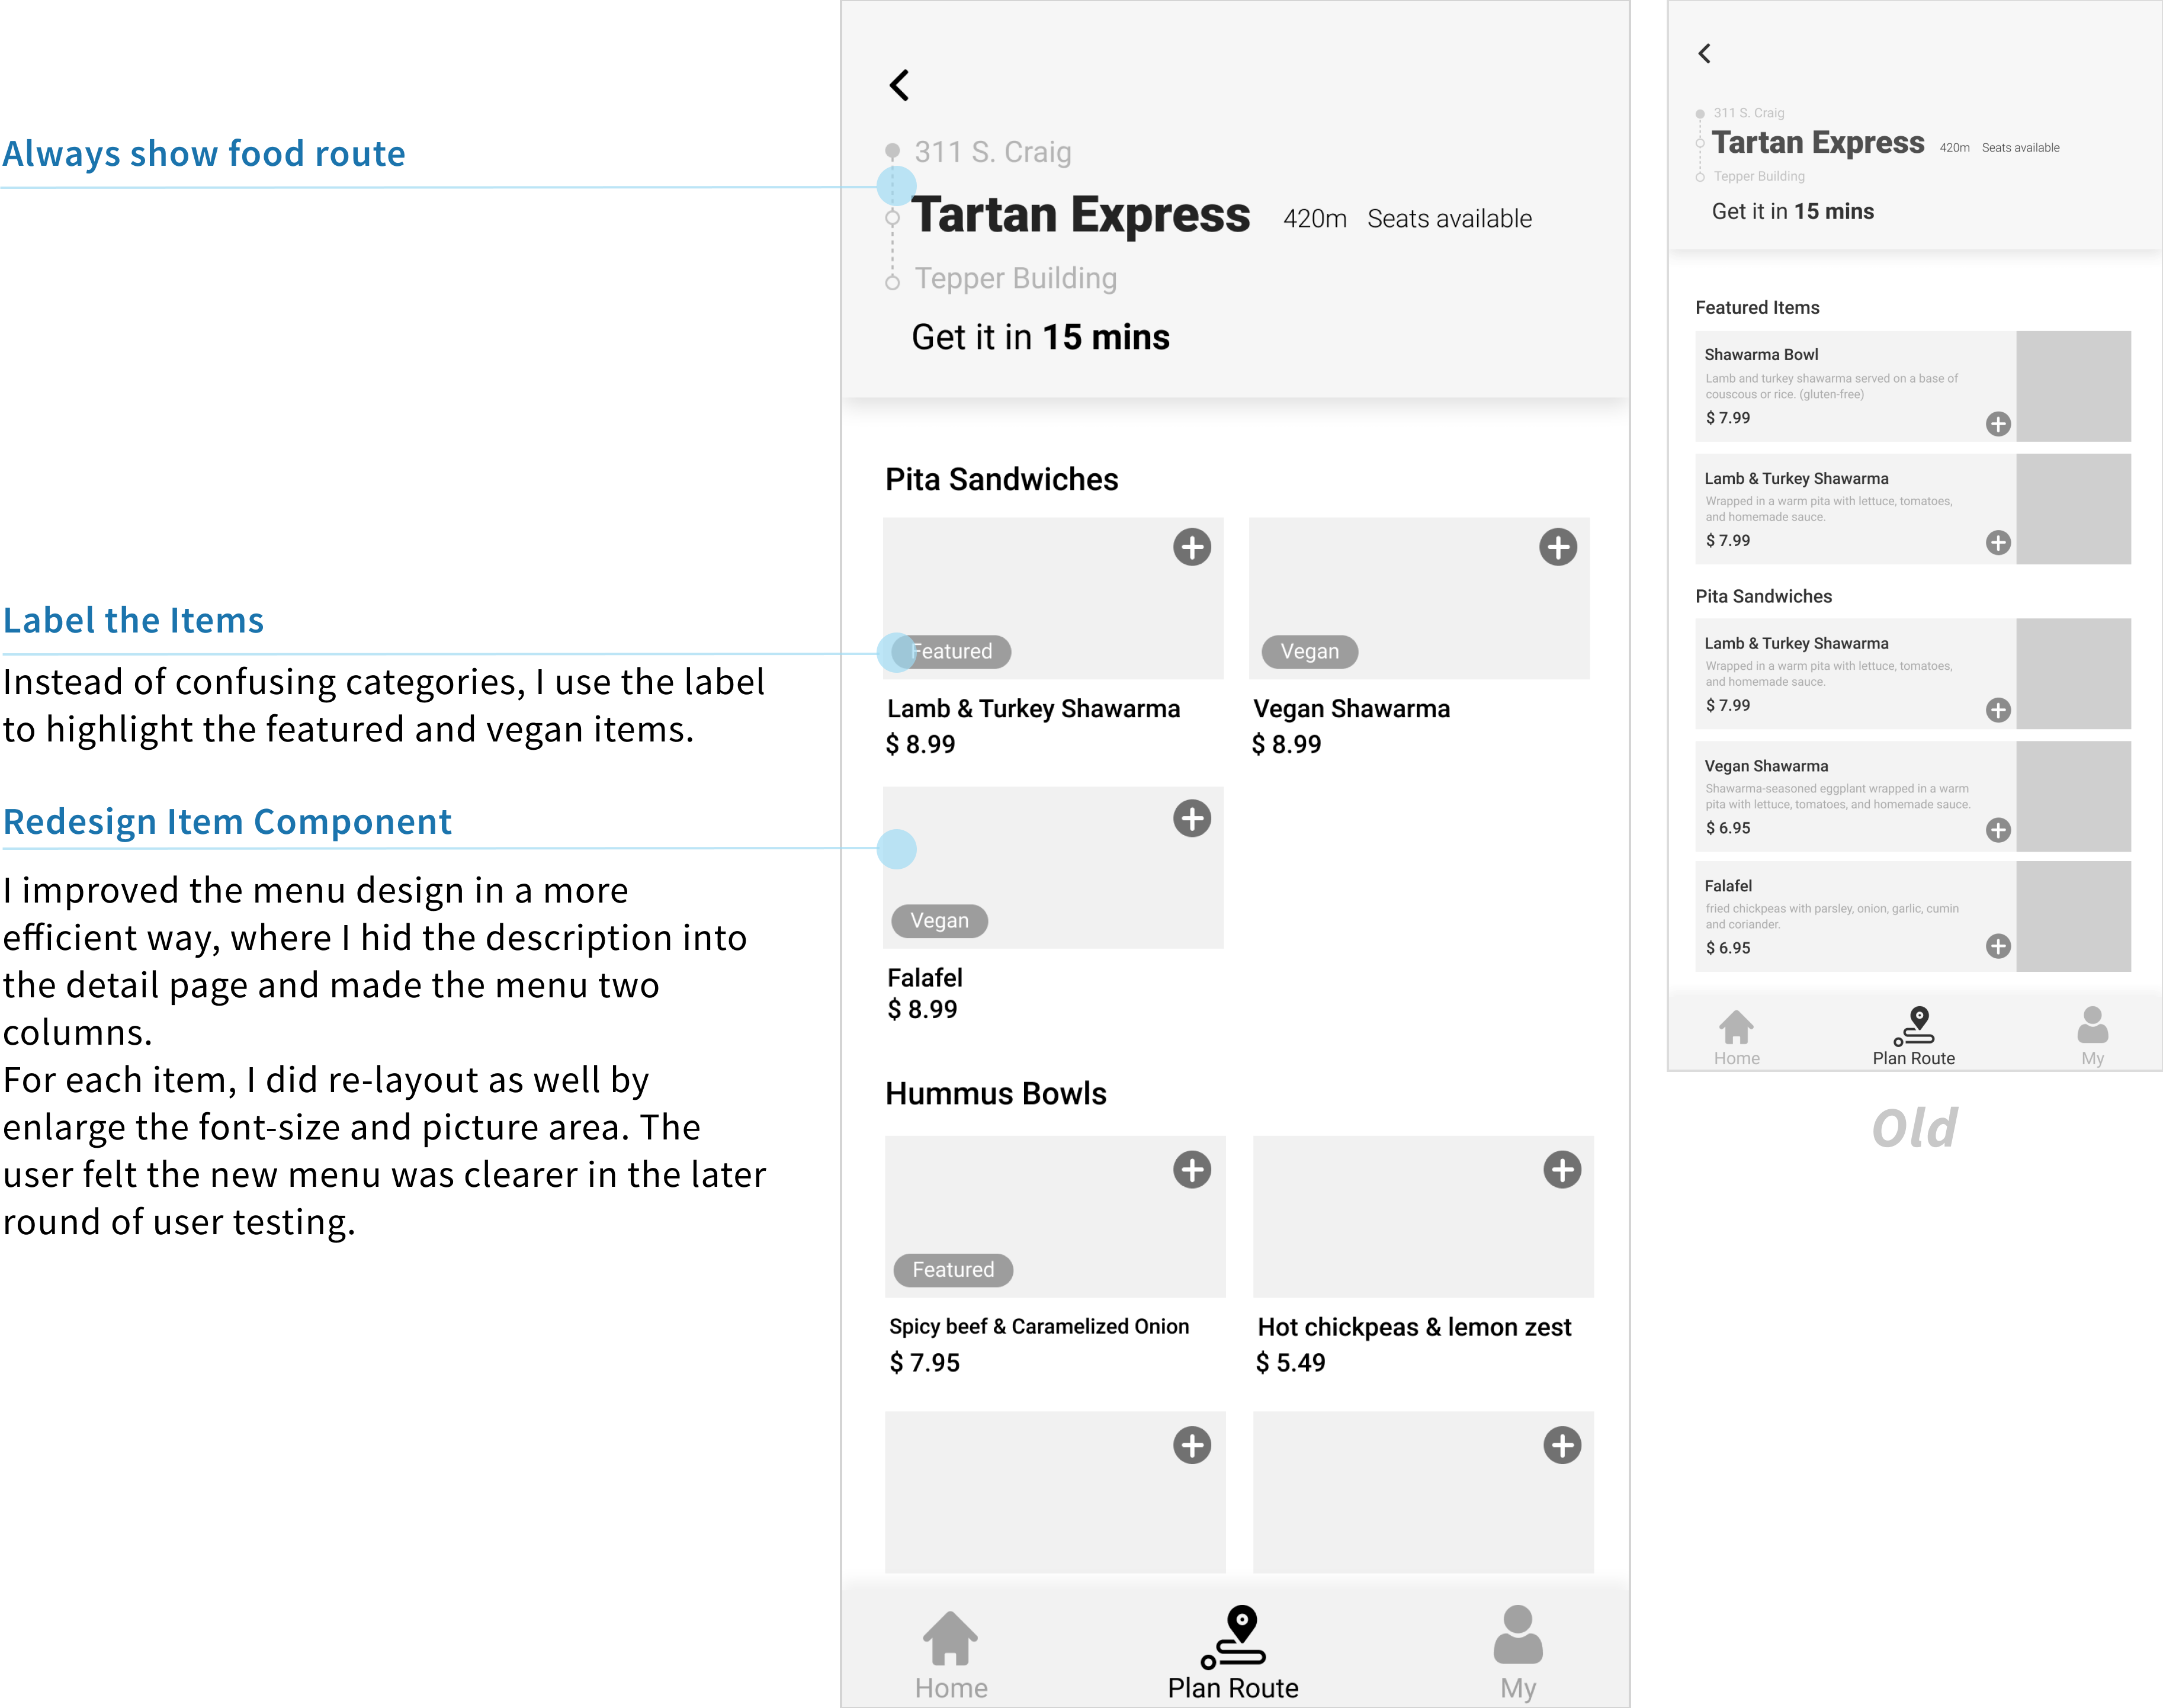 Always show food route
Label the Items
Instead of confusing categories, I use the label
to highlight the featured and vegan items.
Redesign Item Component
I improved the menu design in a more
efficient way, where I hid the description into
the detail page and made the menu two
columns.
For each item, I did re-layout as well by
enlarge the font-size and picture area. The
user felt the new menu was clearer in the later
round of user testing.
311 S. Craig
Tartan Express 420m Seats available
Tepper Building
Get it in 15 mins
Pita Sandwiches
Featured
Lamb & Turkey Shawarma
$ 8.99
Vegan
Vegan Shawarma
$ 8.99
Vegan
Falafel
$ 8.99
Hummus Bowls
Featured
Spicy beef & Caramelized Onion
$ 7.95
Hot chickpeas & lemon zest
$ 5.49
Home
Plan Route
My
311 S. Craig
Tartan Express 420m Seats available
Tepper Building
Get it in 15 mins
Featured Items
Shawarma Bowl
Lamb and turkey shawarma served on a base of
couscous or rice. (gluten-free)
$ 7.99
Lamb & Turkey Shawarma
Wrapped in a warm pita with lettuce, tomatoes,
and homemade sauce.
$ 7.99
Pita Sandwiches
Lamb & Turkey Shawarma
Wrapped in a warm pita with lettuce, tomatoes,
and homemade sauce.
$ 7.99
Vegan Shawarma
Shawarma-seasoned eggplant wrapped in a warm
pita with lettuce, tomatoes, and homemade sauce.
$ 6.95
Falafel
fried chickpeas with parsley, onion, garlic, cumin
and coriander.
$ 6.95
Home
Plan Route
My
Old